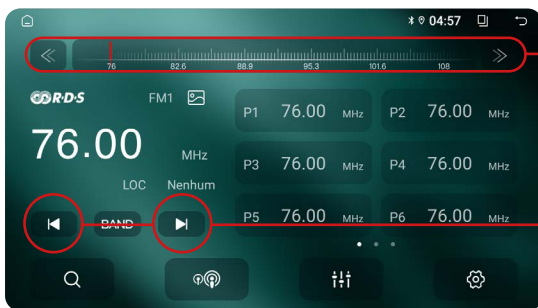 04:57
76 82.6 88.9 95.3 101.6 108
R·D·S FM1
76.00 MHz
LOC Nenhum
BAND
P1 76.00 MHz P2 76.00 MHz
P3 76.00 MHz P4 76.00 MHz
P5 76.00 MHz P6 76.00 MHz